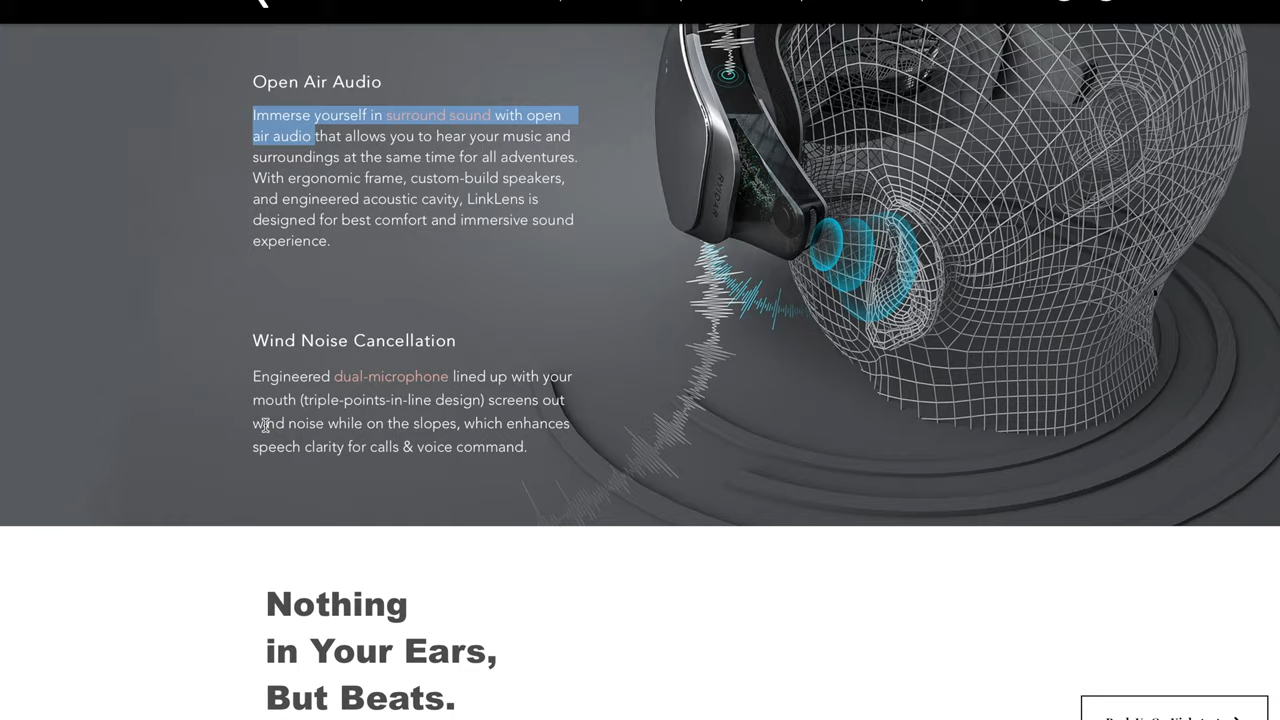 Open Air Audio
Immerse yourself in surround sound with open
air audio that allows you to hear your music and
surroundings at the same time for all adventures.
With ergonomic frame, custom-build speakers,
and engineered acoustic cavity, LinkLens is
designed for best comfort and immersive sound
experience.
Wind Noise Cancellation
Engineered dual-microphone lined up with your
mouth (triple-points-in-line design) screens out
wind noise while on the slopes, which enhances
speech clarity for calls & voice command.
Nothing
in Your Ears,
But Beats.